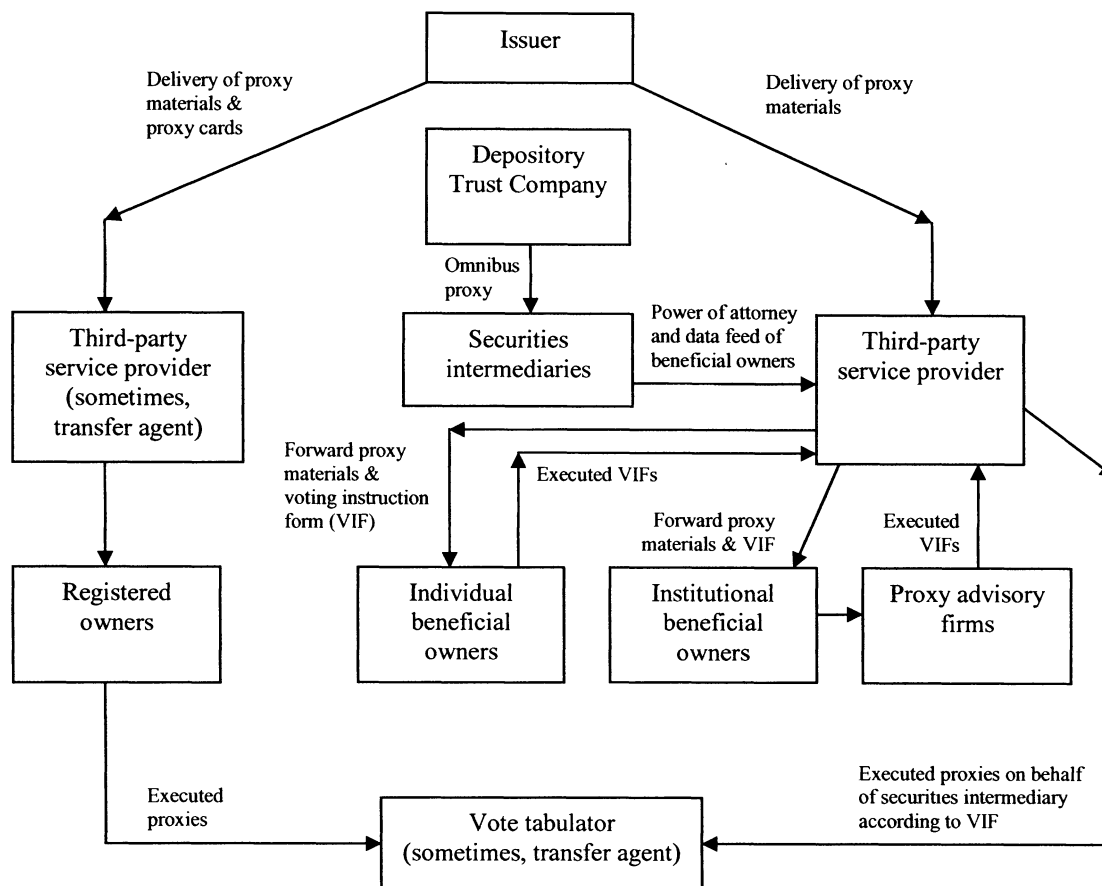 Issuer
Delivery of proxy
materials &
proxy cards
Delivery of proxy
materials
Depository
Trust Company
Omnibus
proxy
Third-party
service provider
(sometimes,
transfer agent)
Securities
intermediaries
Power of attorney
and data feed of
beneficial owners
Third-party
service provider
Forward proxy
materials &
voting instruction
form (VIF)
Executed VIFs
Forward proxy
materials & VIF
Executed
VIFs
Registered
owners
Individual
beneficial
owners
Institutional
beneficial
owners
Proxy advisory
firms
Executed
proxies
Vote tabulator
(sometimes, transfer agent)
Executed proxies on behalf
of securities intermediary
according to VIF